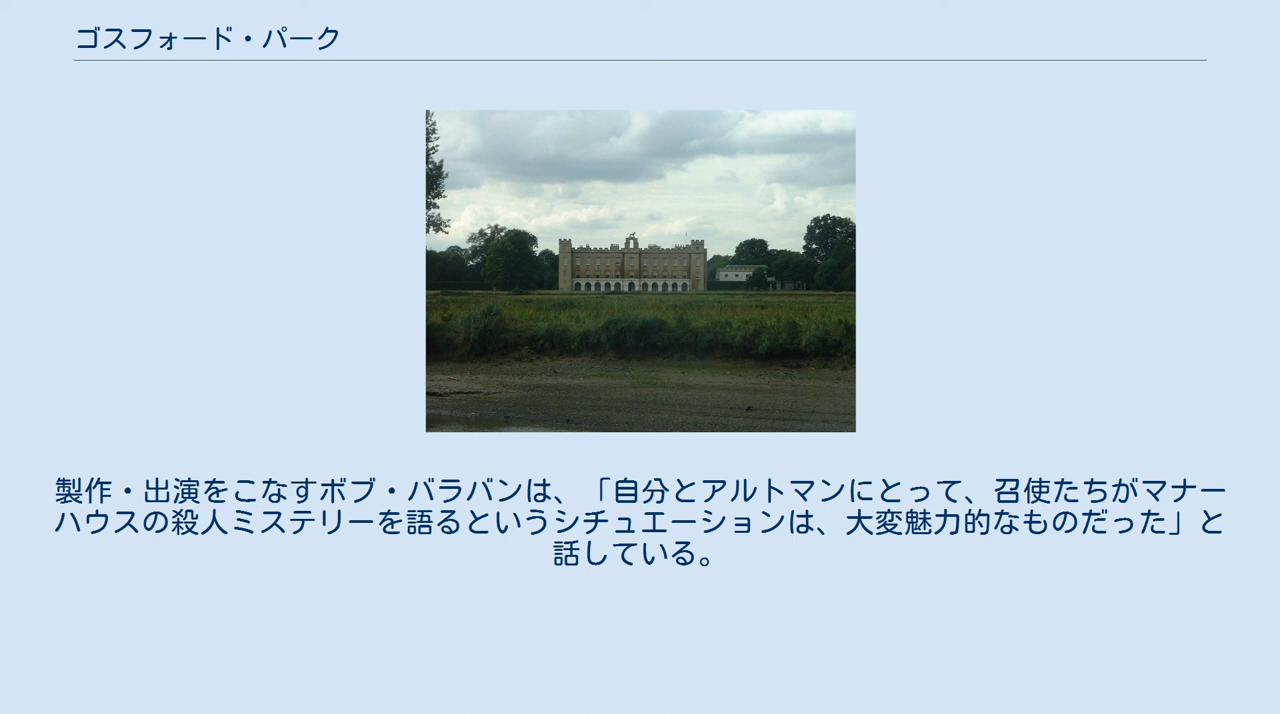 ゴスフォード・パーク
製作・出演をこなすボブ・バラバンは、「自分とアルトマンにとって、召使たちがマナー
ハウスの殺人ミステリーを語るというシチュエーションは、大変魅力的なものだった」と
話している。